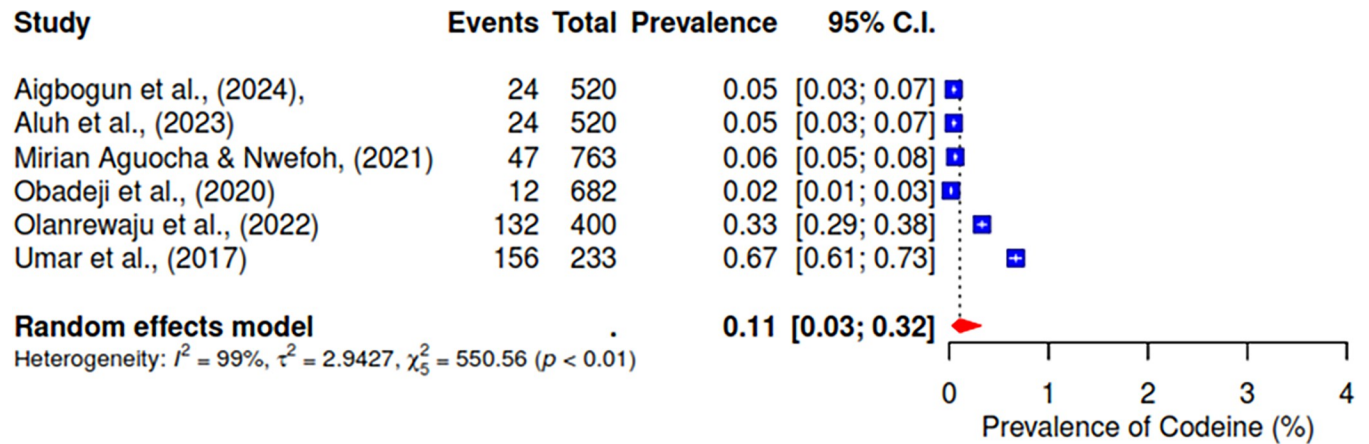 Study Events Total Prevalence 95% C.I.
Aigbogun et al., (2024), 24 520 0.05 [0.03; 0.07]
Aluh et al., (2023) 24 520 0.05 [0.03; 0.07]
Mirian Aguocha & Nwefoh, (2021) 47 763 0.06 [0.05; 0.08]
Obadeji et al., (2020) 12 682 0.02 [0.01; 0.03]
Olanrewaju et al., (2022) 132 400 0.33 [0.29; 0.38]
Umar et al., (2017) 156 233 0.67 [0.61; 0.73]
Random effects model . 0.11 [0.03; 0.32]
Heterogeneity: I² = 99%, τ² = 2.9427, χ²₅ = 550.56 (p < 0.01)
0 1 2 3 4
Prevalence of Codeine (%)